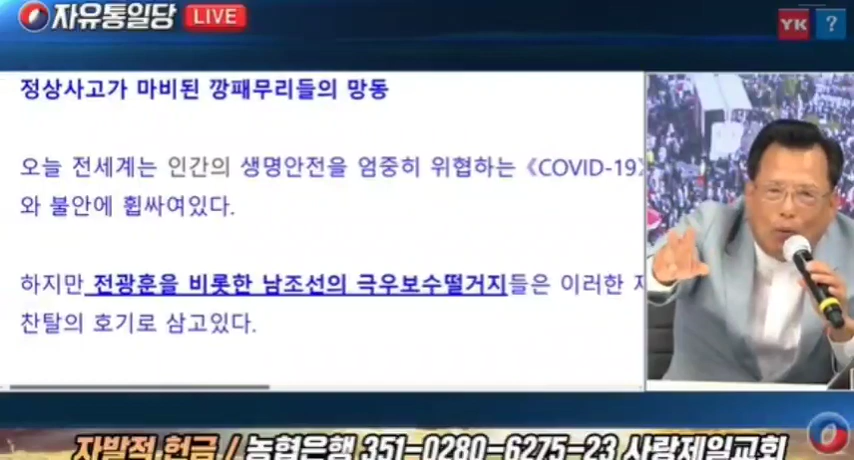 자유통일당 LIVE
YK ?
정상사고가 마비된 깡패무리들의 망동
오늘 전세계는 인간의 생명안전을 엄중히 위협하는 《COVID-19》
와 불안에 휩싸여있다.
하지만 전광훈을 비롯한 남조선의 극우보수떨거지들은 이러한
찬탈의 호기로 삼고있다.
자발적 헌금 / 농협은행 351-0280-6275-23 사랑제일교회